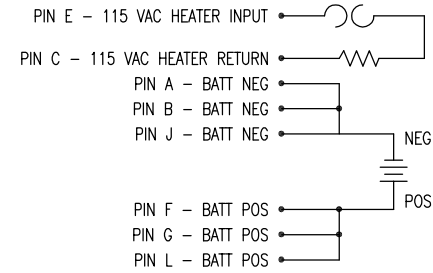 PIN E – 115 VAC HEATER INPUT
PIN C – 115 VAC HEATER RETURN
PIN A – BATT NEG
PIN B – BATT NEG
PIN J – BATT NEG
NEG
POS
PIN F – BATT POS
PIN G – BATT POS
PIN L – BATT POS